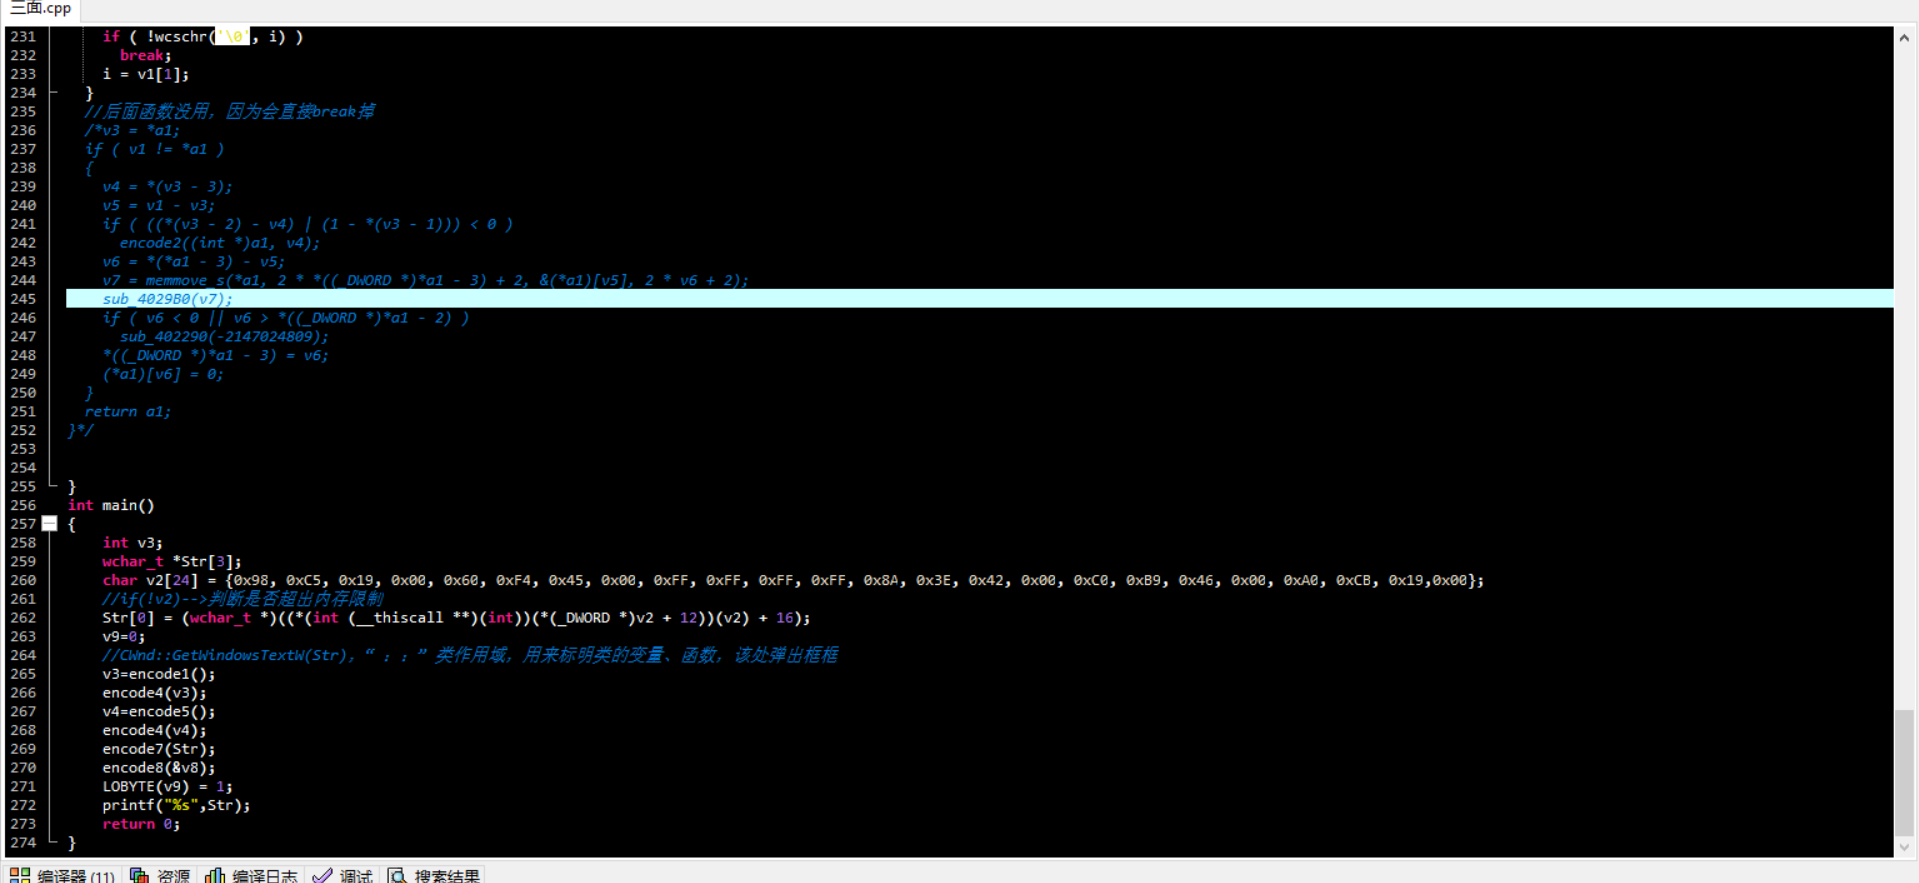 三面.cpp
231 if ( !wcschr('\0', i) )
232 break;
233 i = v1[1];
234 }
235 //后面函数没用，因为会直接break掉
236 /*v3 = *a1;
237 if ( v1 != *a1 )
238 {
239 v4 = *(v3 - 3);
240 v5 = v1 - v3;
241 if ( ((*(v3 - 2) - v4) | (1 - *(v3 - 1))) < 0 )
242 encode2((int *)a1, v4);
243 v6 = *(*a1 - 3) - v5;
244 v7 = memmove_s(*a1, 2 * *((_DWORD *)*a1 - 3) + 2, &(*a1)[v5], 2 * v6 + 2);
245 sub_4029B0(v7);
246 if ( v6 < 0 || v6 > *((_DWORD *)*a1 - 2) )
247 sub_402290(-2147024809);
248 *((_DWORD *)*a1 - 3) = v6;
249 (*a1)[v6] = 0;
250 }
251 return a1;
252 }*/
253
254
255 }
256 int main()
257 {
258 int v3;
259 wchar_t *Str[3];
260 char v2[24] = {0x98, 0xC5, 0x19, 0x00, 0x60, 0xF4, 0x45, 0x00, 0xFF, 0xFF, 0xFF, 0xFF, 0x8A, 0x3E, 0x42, 0x00, 0xC0, 0xB9, 0x46, 0x00, 0xA0, 0xCB, 0x19,0x00};
261 //if(!v2)-->判断是否超出内存限制
262 Str[0] = (wchar_t *)((*(int (__thiscall **)(int))(*(_DWORD *)v2 + 12))(v2) + 16);
263 v9=0;
264 //CWnd::GetWindowsTextW(Str)，“ ：：” 类作用域，用来标明类的变量、函数，该处弹出框框
265 v3=encode1();
266 encode4(v3);
267 v4=encode5();
268 encode4(v4);
269 encode7(Str);
270 encode8(&v8);
271 LOBYTE(v9) = 1;
272 printf("%s",Str);
273 return 0;
274 }
编译器 (11) 资源 编译日志 调试 搜索结果